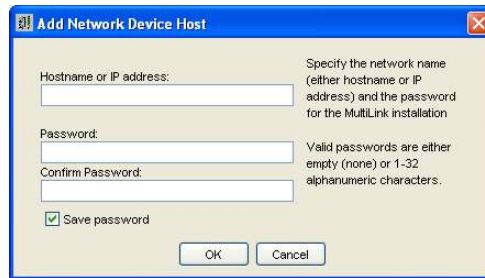 Add Network Device Host
Hostname or IP address:
Specify the network name
(either hostname or IP
address) and the password
for the MultiLink installation
Password:
Confirm Password:
Valid passwords are either
empty (none) or 1-32
alphanumeric characters.
Save password
OK
Cancel